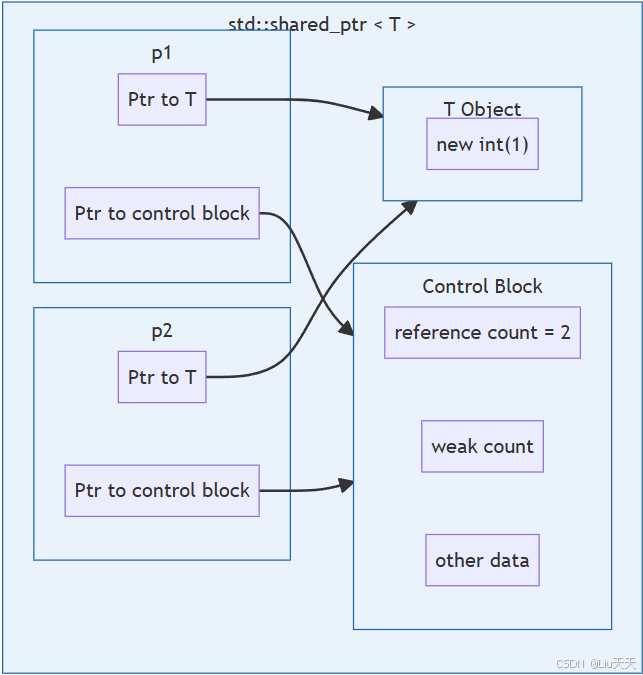 std::shared_ptr < T >
p1
Ptr to T
Ptr to control block
p2
Ptr to T
Ptr to control block
T Object
new int(1)
Control Block
reference count = 2
weak count
other data
CSDN @Liu天天